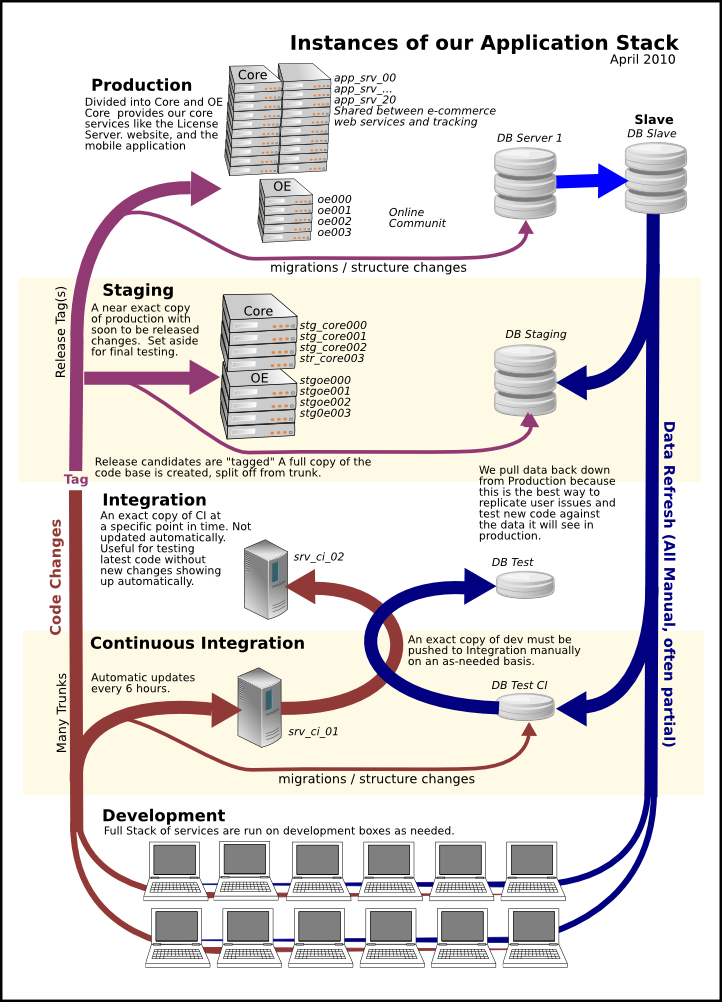 Instances of our Application Stack
April 2010
Production
Divided into Core and OE
Core  provides our core
services like the License
Server. website, and the
mobile application
Core
app_srv_00
app_srv_...
app_srv_20
Shared between e-commerce
web services and tracking
OE
oe000
oe001
oe002
oe003
Online
Communit
DB Server 1
Slave
DB Slave
migrations / structure changes
Release Tag(s)
Staging
A near exact copy
of production with
soon to be released
changes.  Set aside
for final testing.
Core
stg_core000
stg_core001
stg_core002
str_core003
OE
stgoe000
stgoe001
stgoe002
stg0e003
DB Staging
Release candidates are "tagged" A full copy of the
code base is created, split off from trunk.
Tag
Integration
An exact copy of CI at
a specific point in time. Not
updated automatically.
Useful for testing
latest code without
new changes showing
up automatically.
srv_ci_02
We pull data back down
from Production because
this is the best way to
replicate user issues and
test new code against
the data it will see in
production.
DB Test
Data Refresh (All Manual, often partial)
Code Changes
Continuous Integration
An exact copy of dev must be
pushed to Integration manually
on an as-needed basis.
Many Trunks
Automatic updates
every 6 hours.
srv_ci_01
DB Test CI
migrations / structure changes
Development
Full Stack of services are run on development boxes as needed.